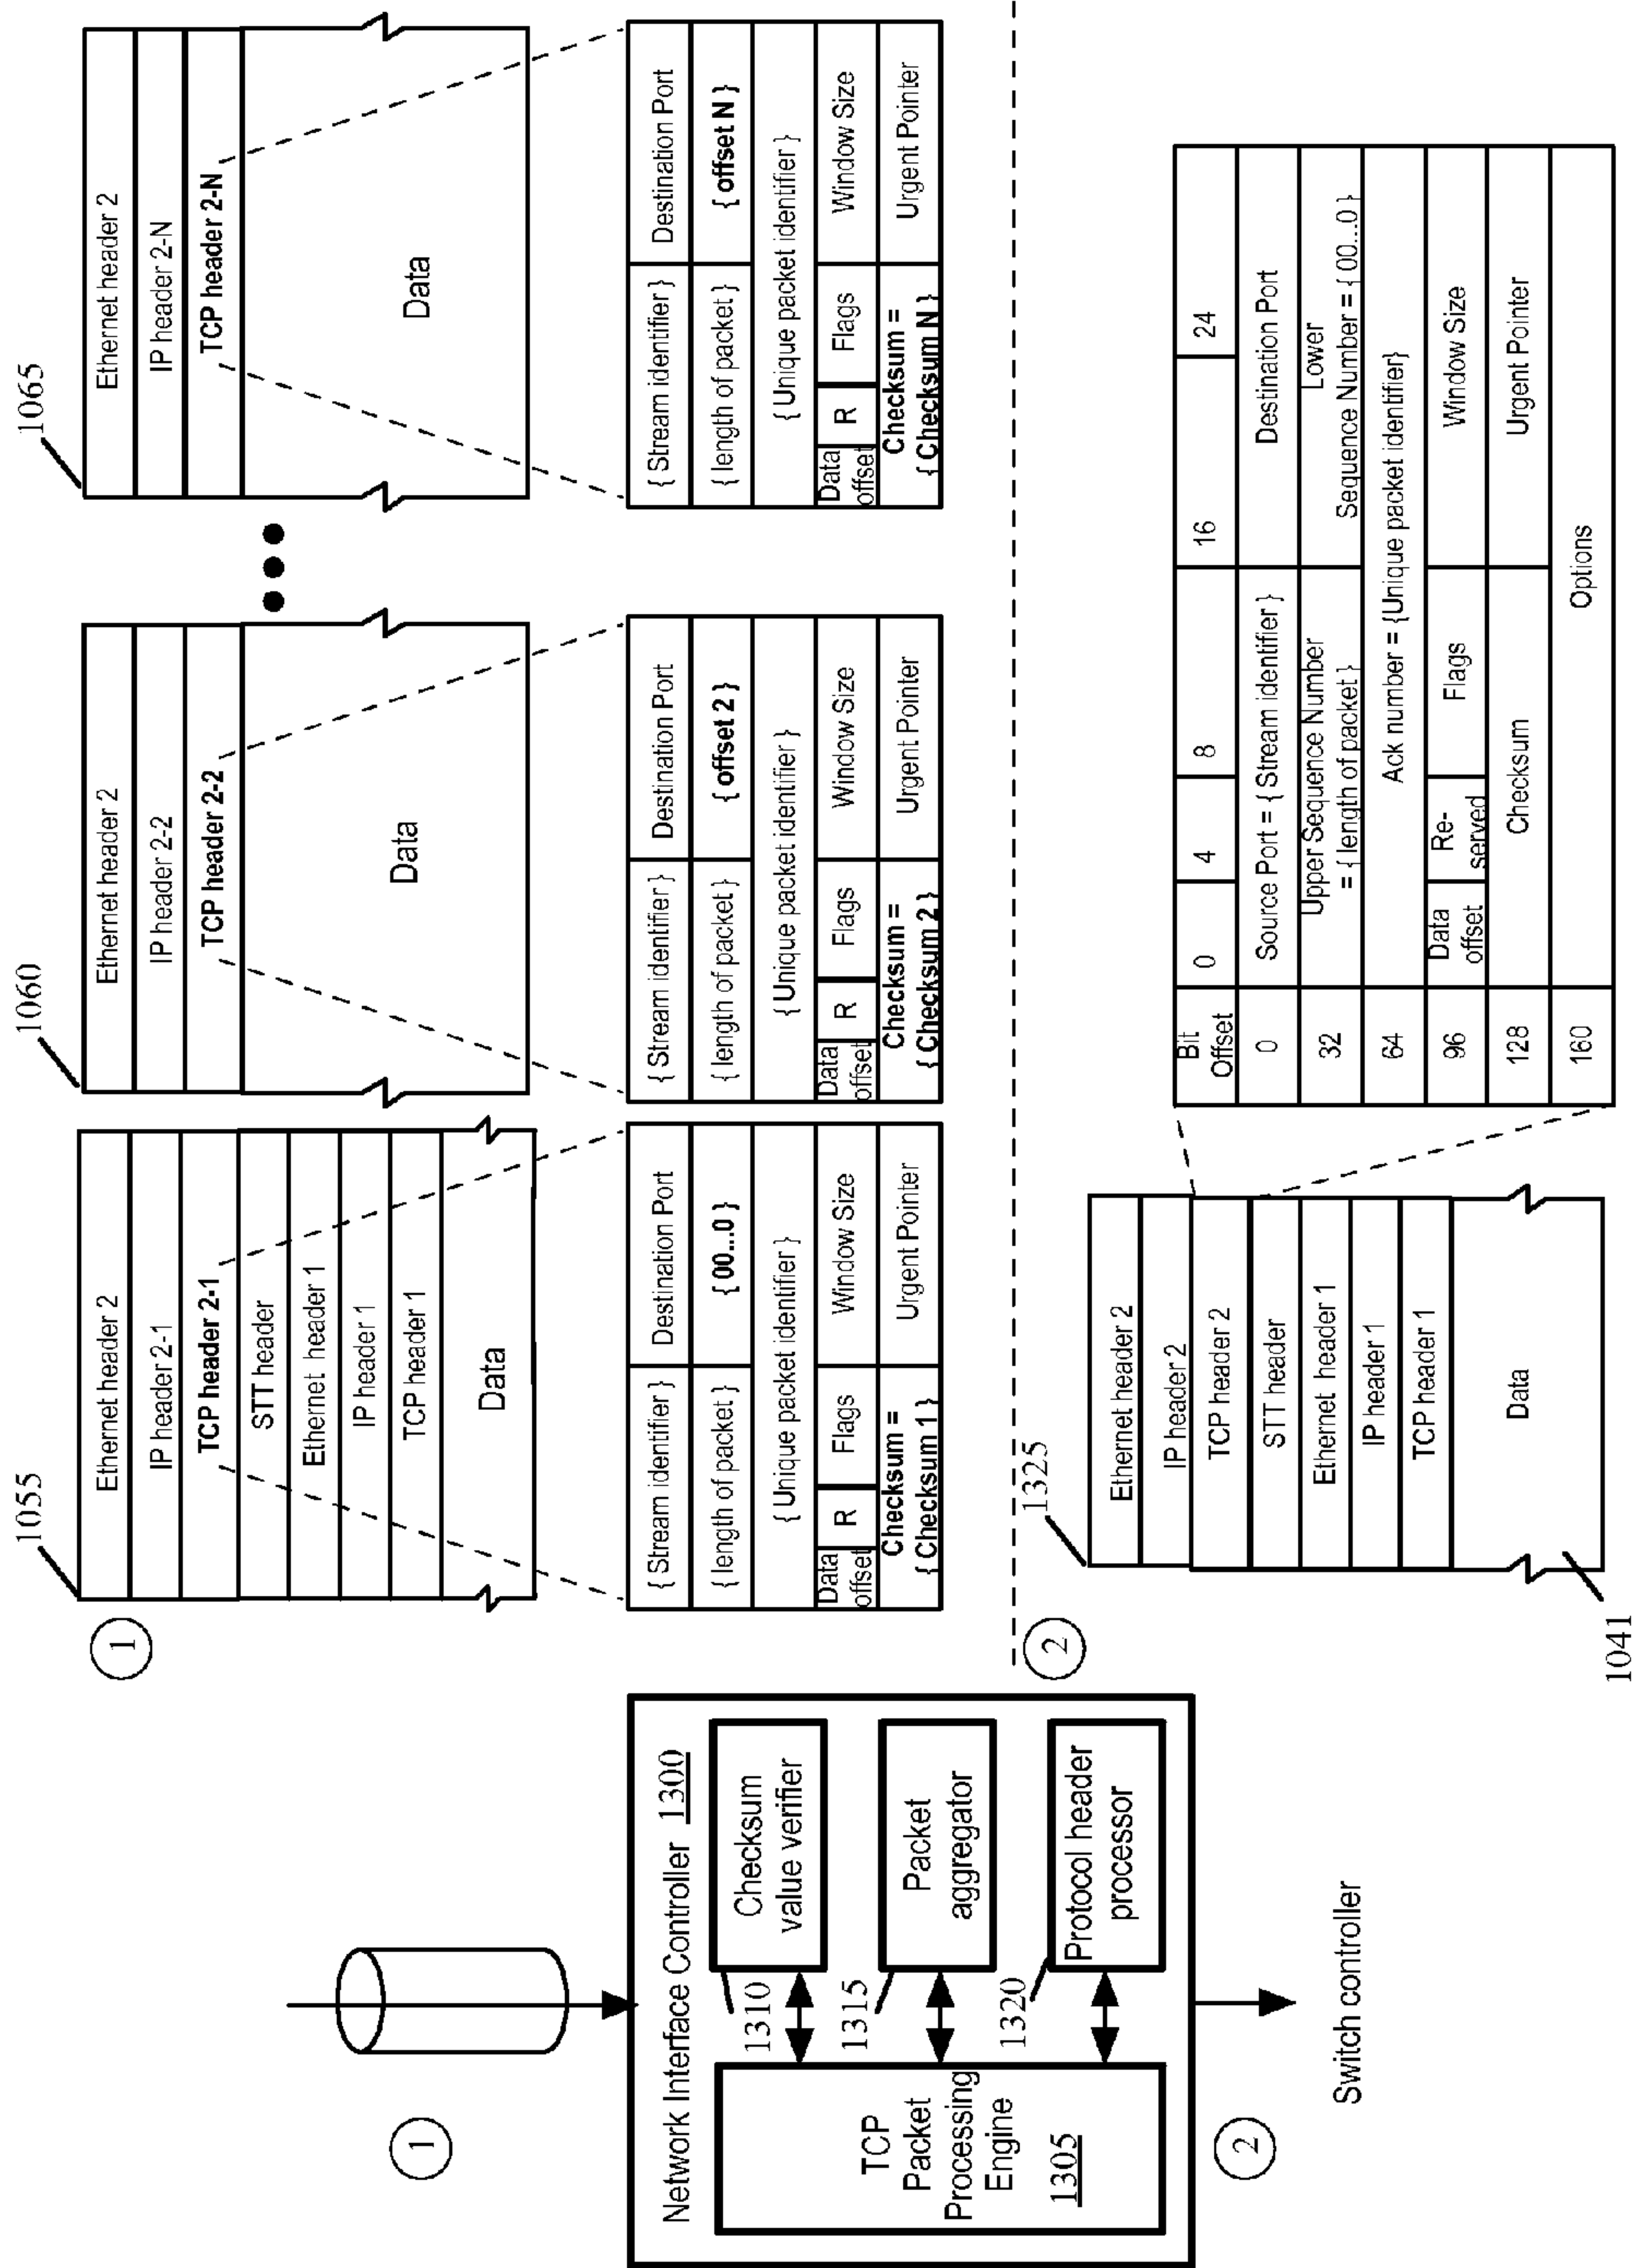 1
Network Interface Controller 1300
TCP
Packet
Processing
Engine
1305
1310
Checksum
value verifier
1315
Packet
aggregator
1320
Protocol header
processor
2
Switch controller
1
1055
Ethernet header 2
IP header 2-1
TCP header 2-1
STT header
Ethernet header 1
IP header 1
TCP header 1
Data
{ Stream identifier }
Destination Port
{ length of packet }
{ 00...0 }
{ Unique packet identifier }
Data
offset
R
Flags
Window Size
Checksum =
{ Checksum 1 }
Urgent Pointer
1060
Ethernet header 2
IP header 2-2
TCP header 2-2
Data
{ Stream identifier }
Destination Port
{ length of packet }
{ offset 2 }
{ Unique packet identifier }
Data
offset
R
Flags
Window Size
Checksum =
{ Checksum 2 }
Urgent Pointer
1065
Ethernet header 2
IP header 2-N
TCP header 2-N
Data
{ Stream identifier }
Destination Port
{ length of packet }
{ offset N }
{ Unique packet identifier }
Data
offset
R
Flags
Window Size
Checksum =
{ Checksum N }
Urgent Pointer
2
1325
Ethernet header 2
IP header 2
TCP header 2
STT header
Ethernet header 1
IP header 1
TCP header 1
Data
1041
Bit
Offset
0
4
8
16
24
0
Source Port = { Stream identifier }
Destination Port
32
Upper Sequence Number
= { length of packet }
Lower
Sequence Number = { 00...0 }
64
Ack number = {Unique packet identifier}
96
Data
offset
Re-
served
Flags
Window Size
128
Checksum
Urgent Pointer
160
Options